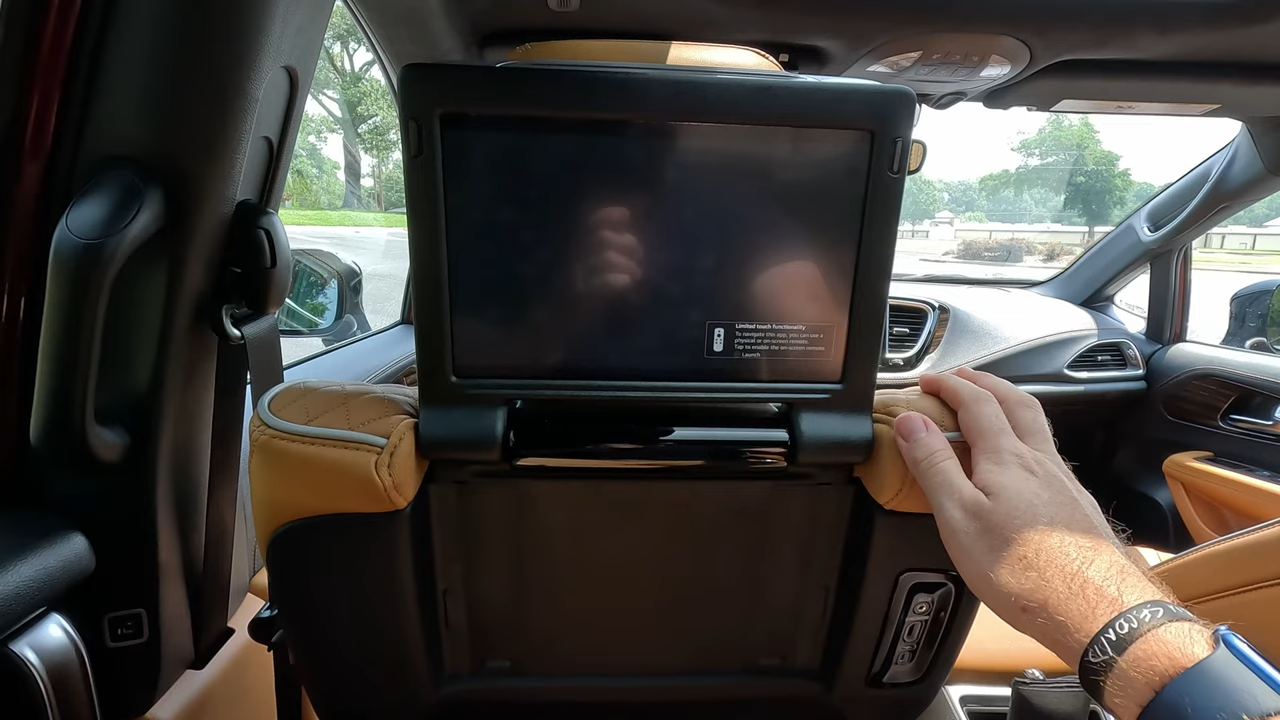 Limited touch functionality
To navigate this app, you can use a
physical or on-screen remote.
Tap to enable the on-screen remote.
Launch